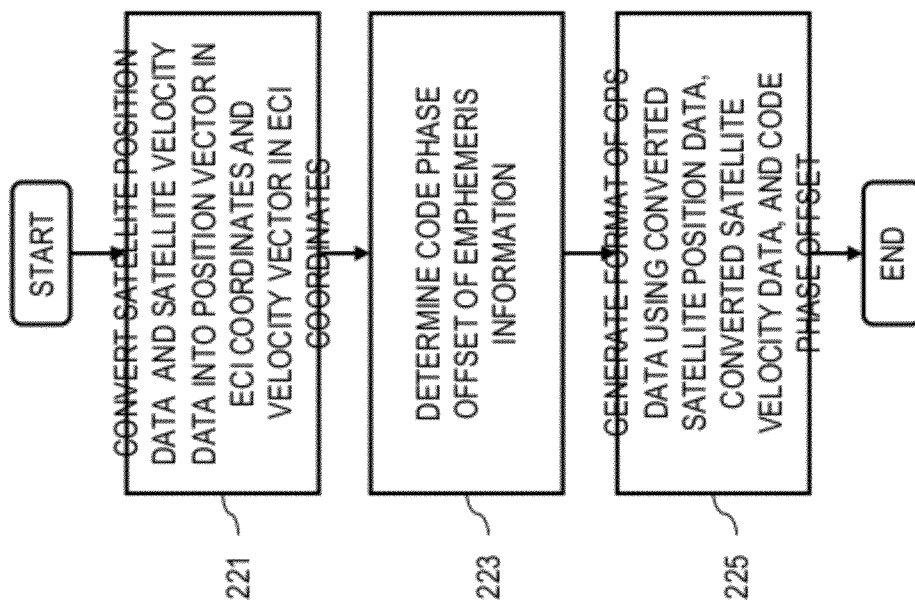 START
CONVERT SATELLITE POSITION
DATA AND SATELLITE VELOCITY
DATA INTO POSITION VECTOR IN
ECI COORDINATES AND
VELOCITY VECTOR IN ECI
COORDINATES
221
DETERMINE CODE PHASE
OFFSET OF EMPHEMERIS
INFORMATION
223
GENERATE FORMAT OF GPS
DATA USING CONVERTED
SATELLITE POSITION DATA,
CONVERTED SATELLITE
VELOCITY DATA, AND CODE
PHASE OFFSET
225
END